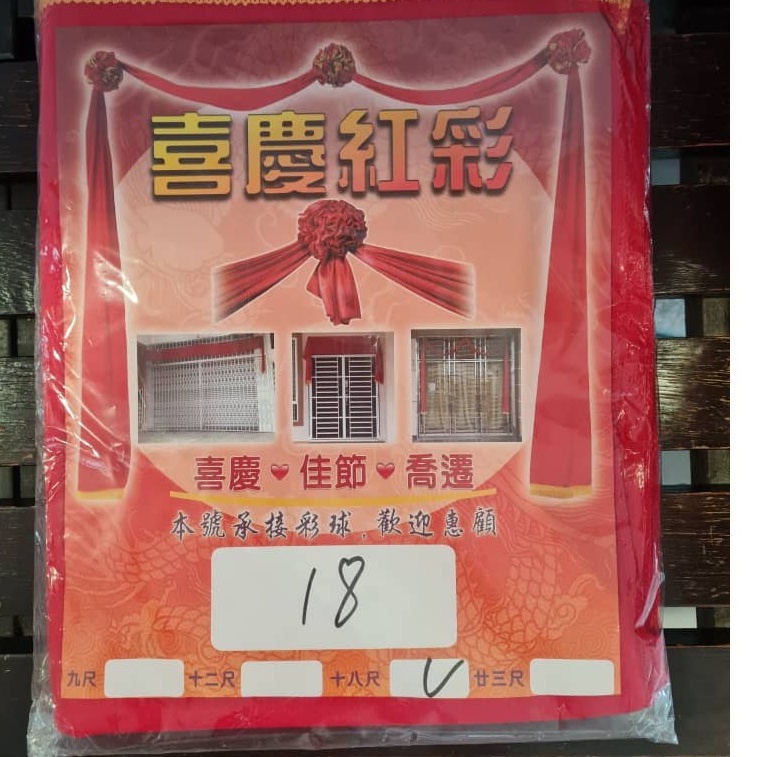 喜慶紅彩
喜慶❤佳節❤喬遷
本號承接彩球,歡迎惠顧
18
九尺 十二尺 十八尺 ✓ 廿三尺